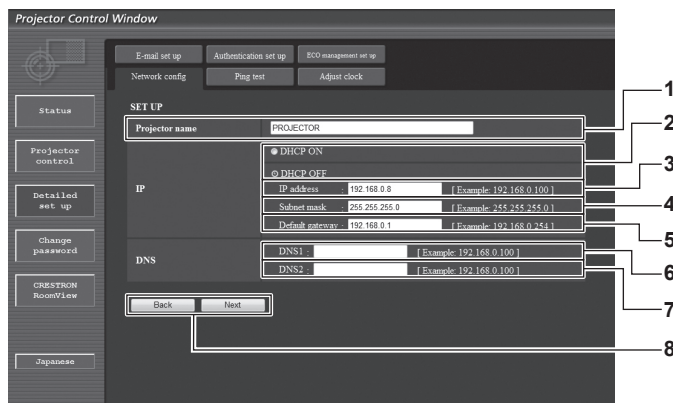 Projector Control Window
E-mail set up
Authentication set up
ECO management set up
Network config
Ping test
Adjust clock
Status
Projector control
Detailed set up
Change password
CRESTRON RoomView
Japanese
SET UP
Projector name PROJECTOR
IP
DHCP ON
DHCP OFF
IP address : 192.168.0.8 [ Example: 192.168.0.100 ]
Subnet mask : 255.255.255.0 [ Example: 255.255.255.0 ]
Default gateway : 192.168.0.1 [ Example: 192.168.0.254 ]
DNS
DNS1 : [ Example: 192.168.0.100 ]
DNS2 : [ Example: 192.168.0.100 ]
Back
Next
1
2
3
4
5
6
7
8